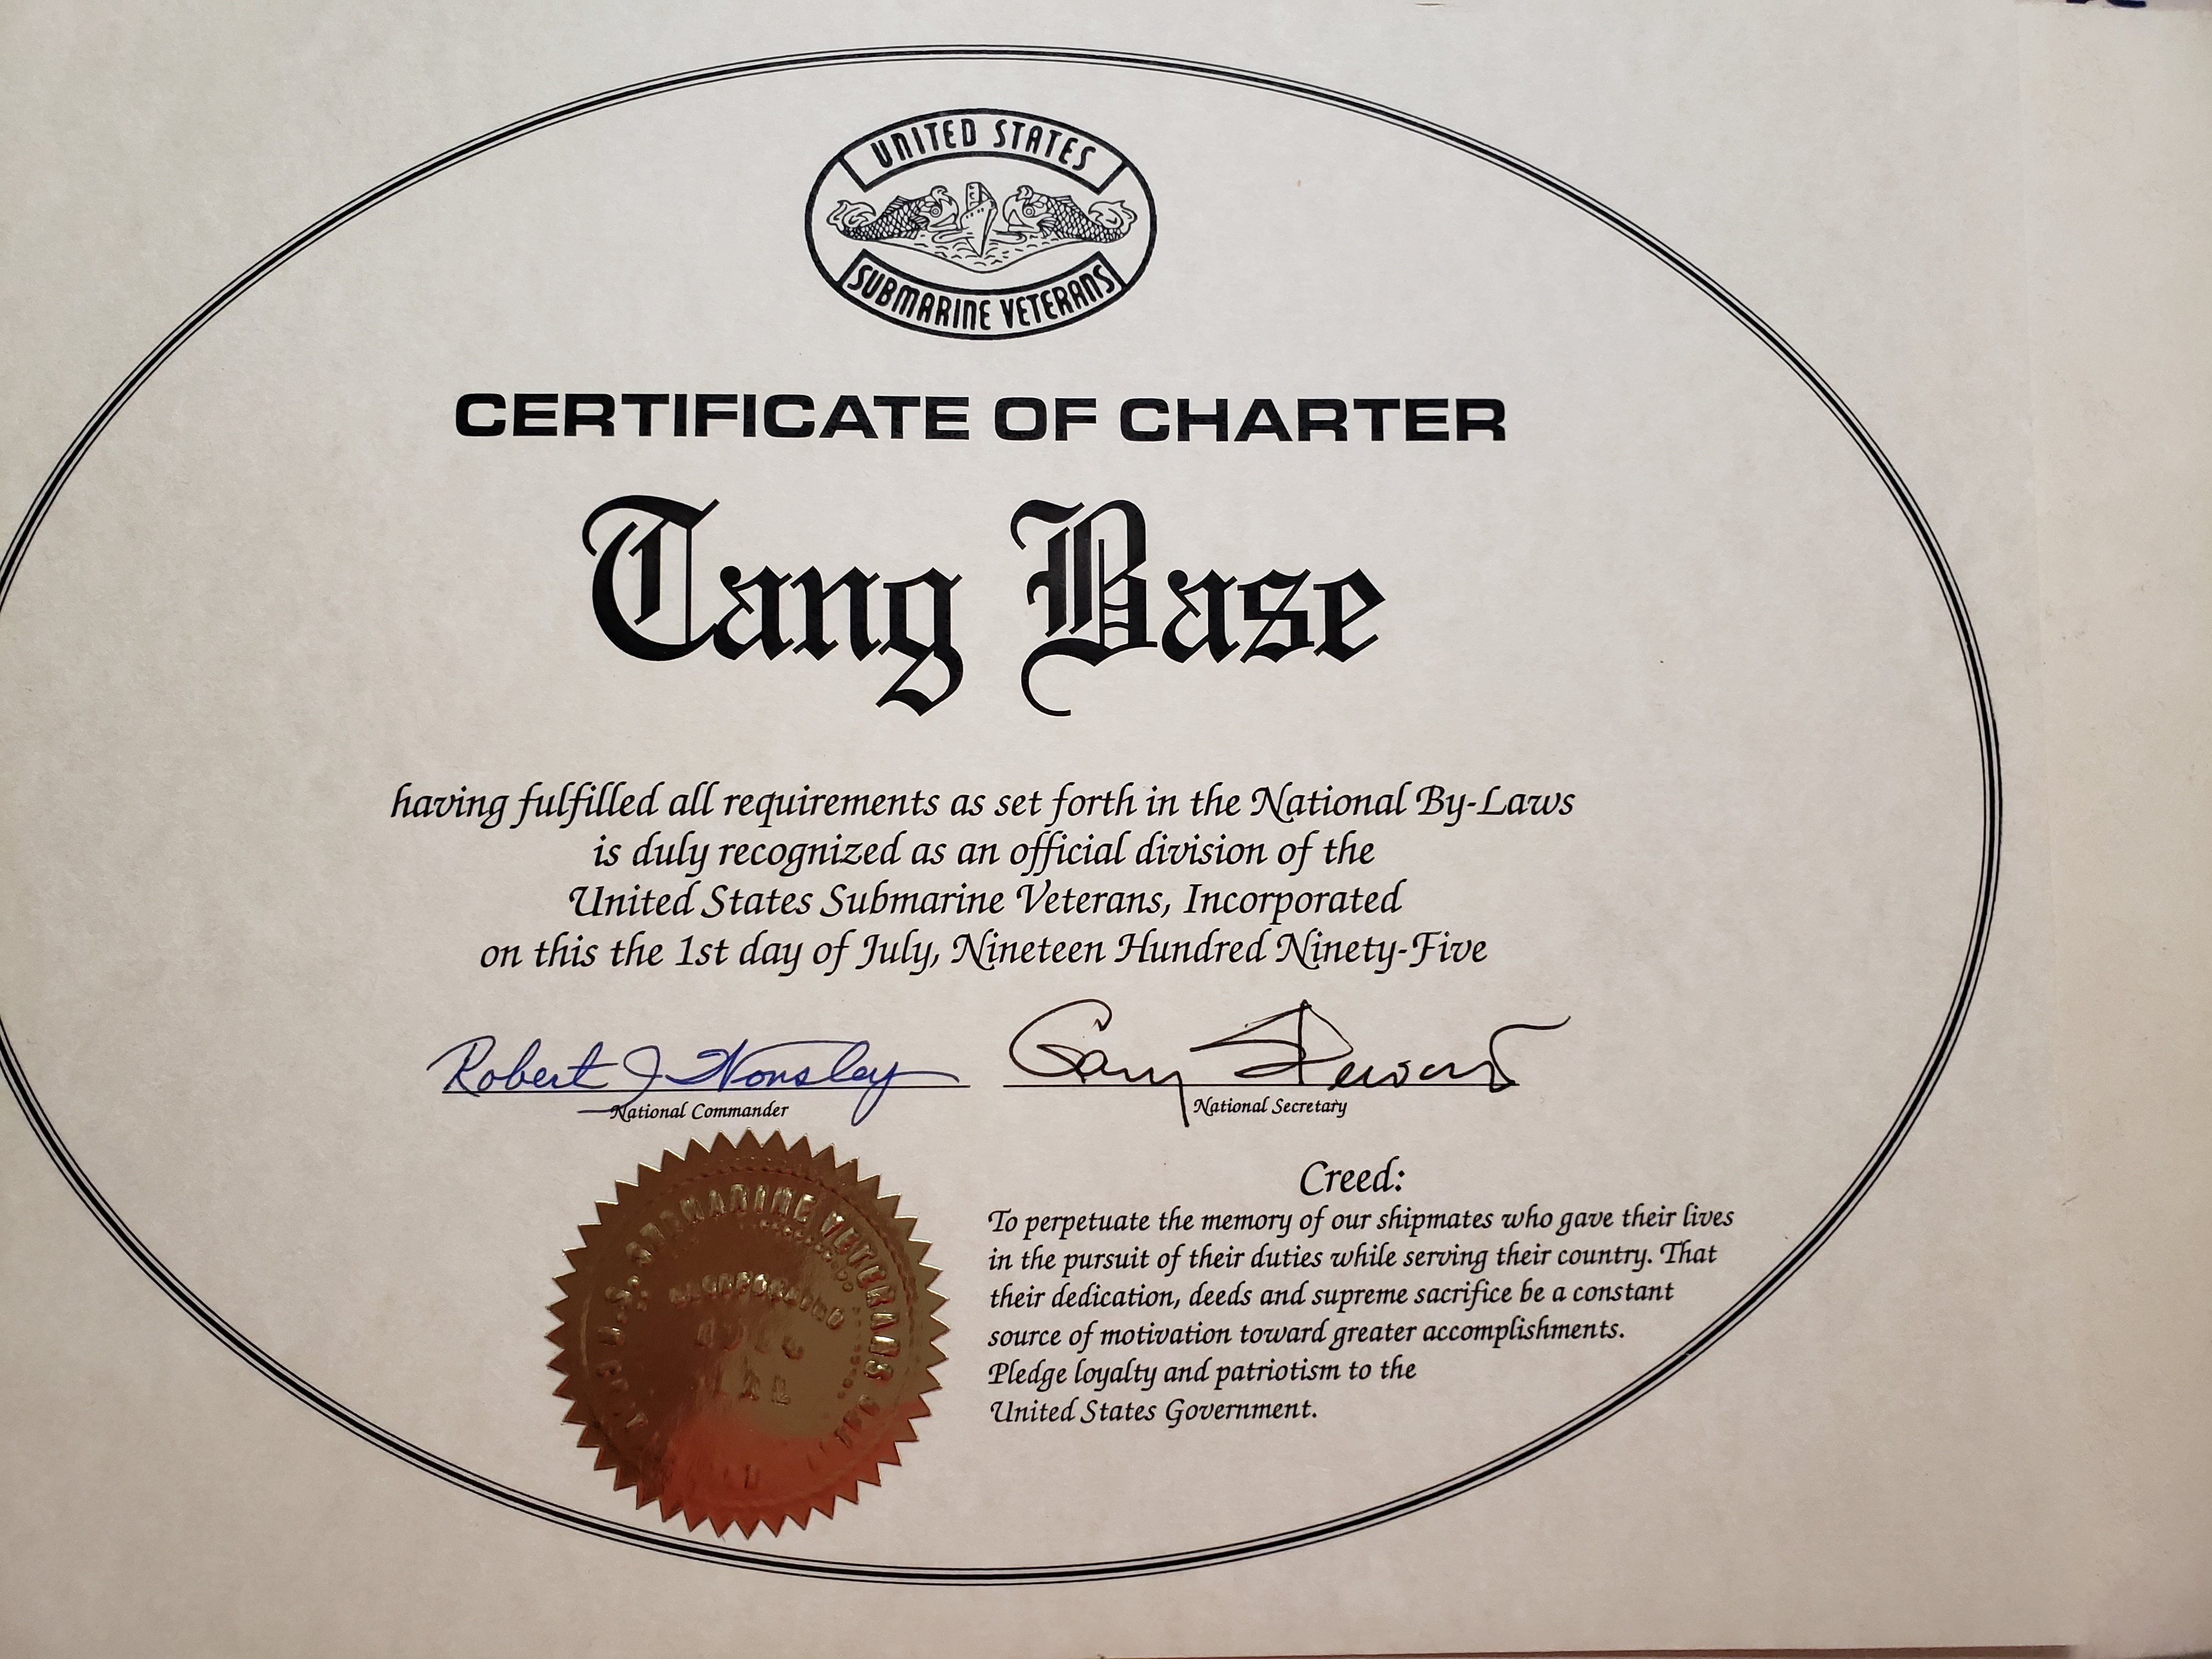 UNITED STATES
SUBMARINE VETERANS
CERTIFICATE OF CHARTER
Tang Base
having fulfilled all requirements as set forth in the National By-Laws
is duly recognized as an official division of the
United States Submarine Veterans, Incorporated
on this the 1st day of July, Nineteen Hundred Ninety-Five
Robert J.
Gary
National Commander
National Secretary
SUBMARINE VETERANS
INCORPORATED
Creed:
To perpetuate the memory of our shipmates who gave their lives
in the pursuit of their duties while serving their country. That
their dedication, deeds and supreme sacrifice be a constant
source of motivation toward greater accomplishments.
Pledge loyalty and patriotism to the
United States Government.